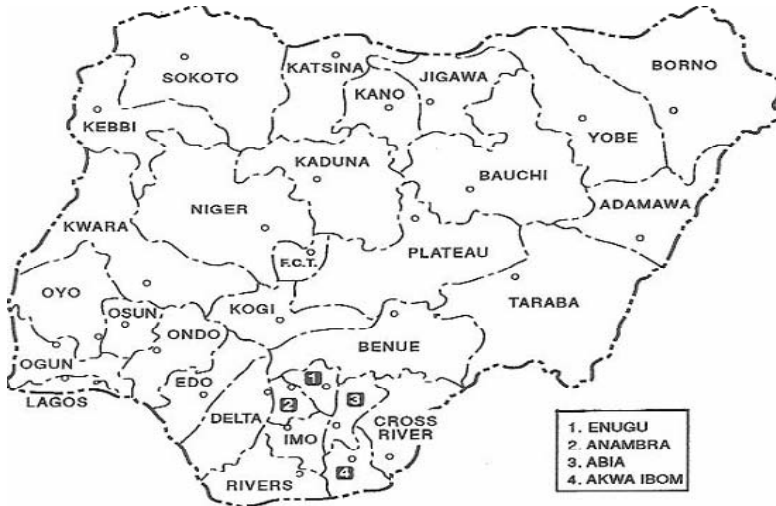 SOKOTO
KATSINA
JIGAWA
BORNO
KANO
KEBBI
YOBE
KADUNA
BAUCHI
NIGER
ADAMAWA
KWARA
PLATEAU
F.C.T.
OYO
TARABA
OSUN
KOGI
ONDO
BENUE
OGUN
1
EDO
2
3
LAGOS
DELTA
CROSS
RIVER
IMO
4
RIVERS
1. ENUGU
2. ANAMBRA
3. ABIA
4. AKWA IBOM